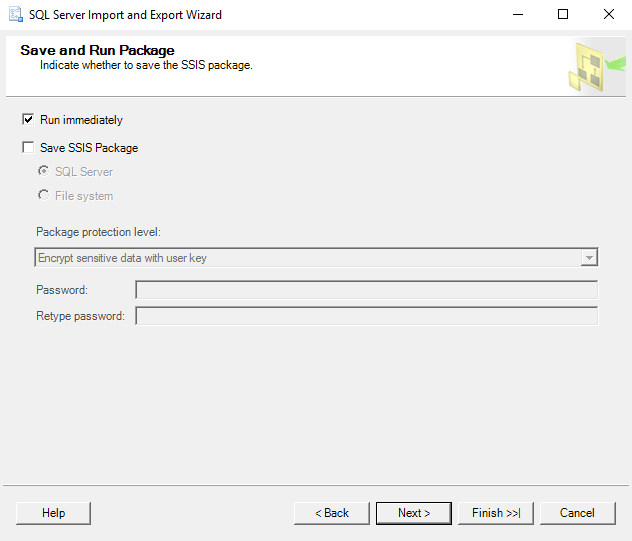 SQL Server Import and Export Wizard
Save and Run Package
Indicate whether to save the SSIS package.
Run immediately
Save SSIS Package
SQL Server
File system
Package protection level:
Encrypt sensitive data with user key
Password:
Retype password:
Help
< Back
Next >
Finish >>|
Cancel